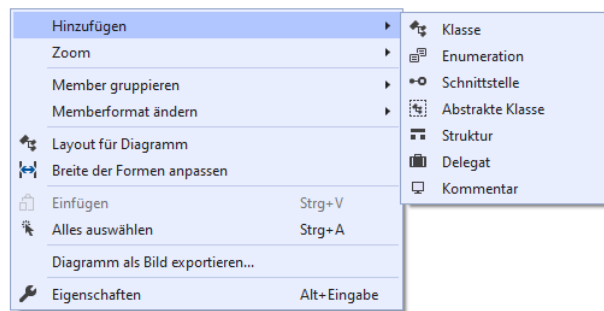 Hinzufügen
Zoom
Member gruppieren
Memberformat ändern
Layout für Diagramm
Breite der Formen anpassen
Einfügen Strg+V
Alles auswählen Strg+A
Diagramm als Bild exportieren...
Eigenschaften Alt+Eingabe
Klasse
Enumeration
Schnittstelle
Abstrakte Klasse
Struktur
Delegat
Kommentar